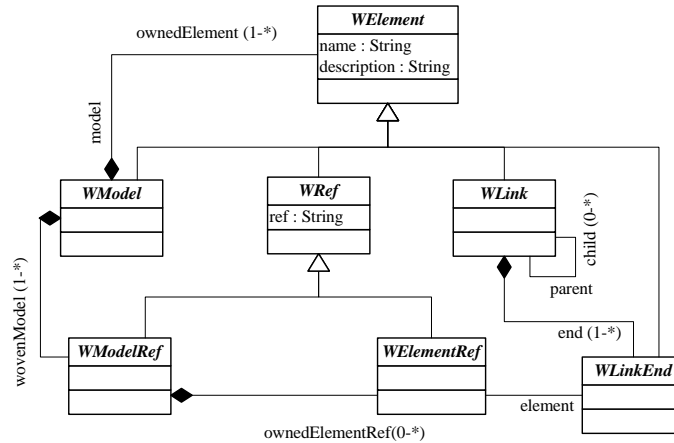 WElement
ownedElement (1-*)
name : String
description : String
model
WModel
WRef
WLink
ref : String
child (0-*)
parent
wovenModel (1-*)
end (1-*)
WModelRef
WElementRef
WLinkEnd
element
ownedElementRef(0-*)